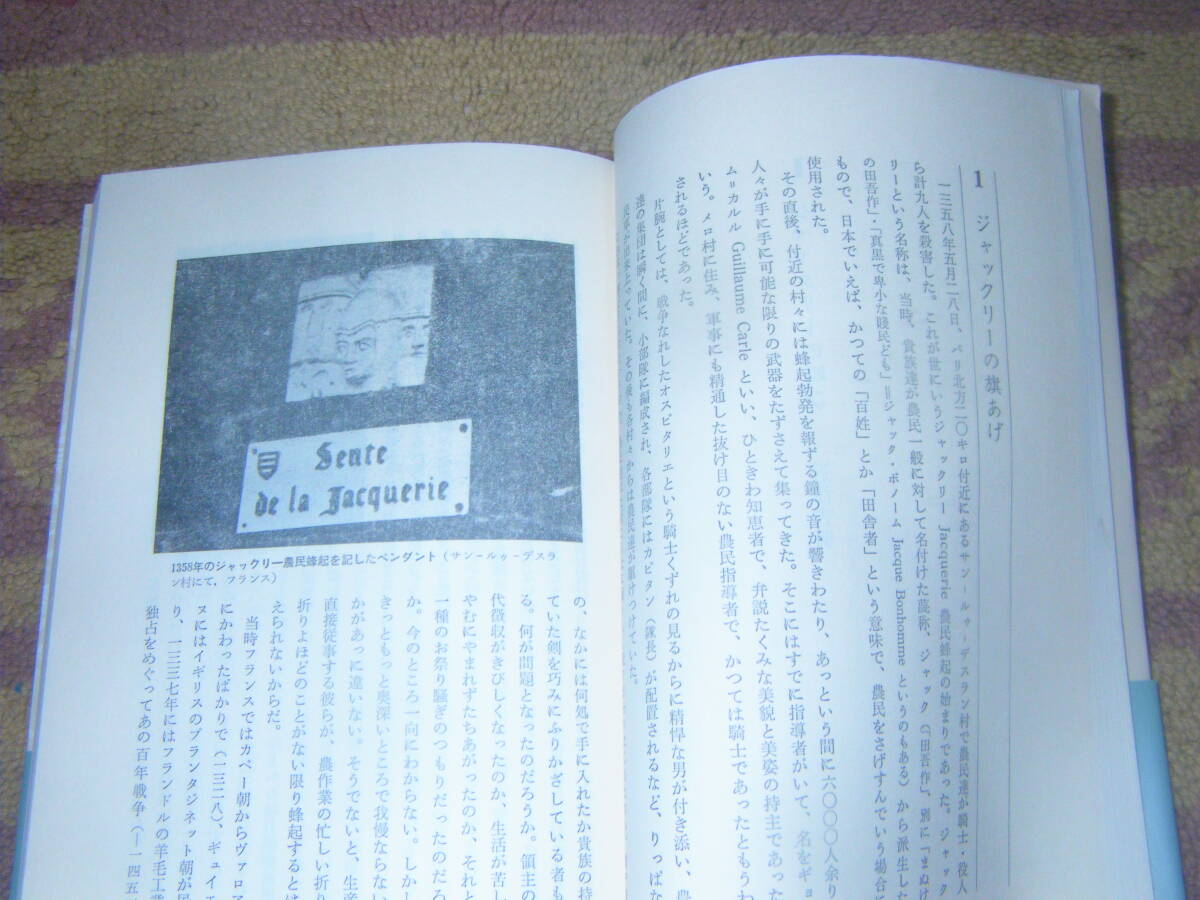 1 ジャックリーの旗あげ
一三五八年五月二八日、パリ北方二〇キロ付近にあるサン‐ルゥ‐デスラン村で農民達が騎士・役人
ら計九人を殺害した。これが世にいうジャックリー Jacquerie 農民蜂起の始まりであった。ジャック
リーという名称は、当時、貴族達が農民一般に対して名付けた蔑称、ジャック(「田吾作」、別に「まぬけ
の田吾作」・「真黒で卑小な賤民ども」=ジャック・ボノーム Jacque Bonhomme というのもある)から派生した
もので、日本でいえば、かつての「百姓」とか「田舎者」という意味で、農民をさげすんでいう場合
使用された。
その直後、付近の村々には蜂起勃発を報ずる鐘の音が響きわたり、あっという間に六〇〇〇人余り
人々が手に手に可能な限りの武器をたずさえて集ってきた。そこにはすでに指導者がいて、名をギョ
ム=カルル Guillaume Carle といい、ひときわ知恵者で、弁説たくみな美貌と美姿の持主であった
いう。メロ村に住み、軍事にも精通した抜け目のない農民指導者で、かつては騎士であったともうわ
されるほどであった。
片腕としては、戦争なれしたオスピタリエという騎士くずれの見るからに精悍な男が付き添い、農
達の集団は瞬く間に、小部隊に編成され、各部隊にはカピタン(隊長)が配置されるなど、りっぱな
その後も各村々からは農民達が駆けつけていた。
Sente
de la Jacquerie
1358年のジャックリー農民蜂起を記したペンダント(サン‐ルゥ‐デスラ
ン村にて，フランス)
の、なかには何処で手に入れたか貴族の持
ていた剣を巧みにふりかざしている者も
る。何が問題となったのだろうか。領主の
代徴収がきびしくなったのか、生活が苦し
やむにやまれずたちあがったのか、それと
一種のお祭り騒ぎのつもりだったのだろ
か。今のところ一向にわからない。しかし
きっともっと奥深いところで我慢ならない
かがあっに違いない。そうでないと、生産
直接従事する彼らが、農作業の忙しい折り
折りよほどのことがない限り蜂起するとは
えられないからだ。
当時フランスではカペー朝からヴァロア
にかわったばかりで(一三二八)、ギュイエ
ヌにはイギリスのプランタジネット朝が居
り、一三三七年にはフランドルの羊毛工業
独占をめぐってあの百年戦争(―一四五